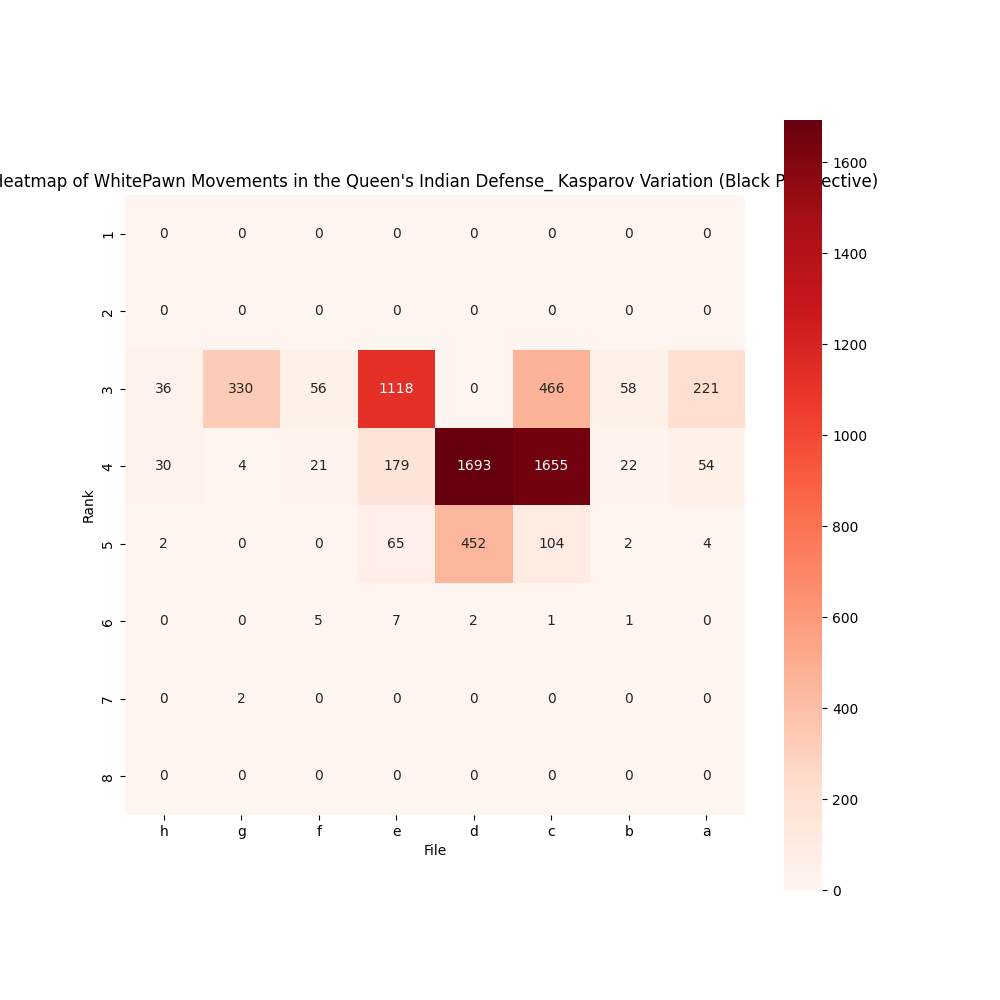 Heatmap of WhitePawn Movements in the Queen's Indian Defense_ Kasparov Variation (Black P ective)
1 0 0 0 0 0 0 0 0
2 0 0 0 0 0 0 0 0
3 36 330 56 1118 0 466 58 221
4 30 4 21 179 1693 1655 22 54
5 2 0 0 65 452 104 2 4
6 0 0 5 7 2 1 1 0
7 0 2 0 0 0 0 0 0
8 0 0 0 0 0 0 0 0
h g f e d c b a
File
Rank
1600
1400
1200
1000
800
600
400
200
0